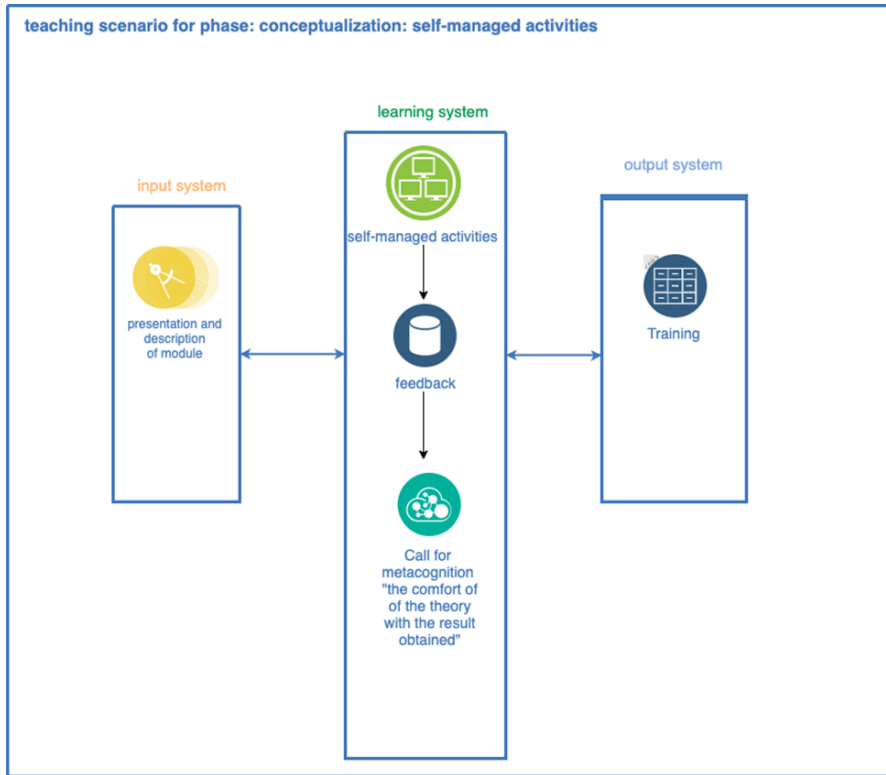 teaching scenario for phase: conceptualization: self-managed activities
learning system
input system
output system
self-managed activities
presentation and
description
of module
Training
feedback
Call for
metacognition
"the comfort of
of the theory
with the result
obtained"